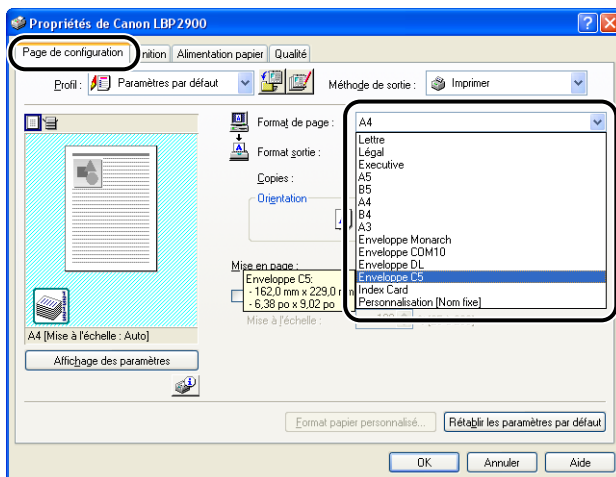 Propriétés de Canon LBP2900
Page de configuration nition Alimentation papier Qualité
Profil : Paramètres par défaut Méthode de sortie : Imprimer
Format de page : A4
Format sortie :
Copies :
Orientation
Lettre
Légal
Executive
A5
B5
A4
B4
A3
Enveloppe Monarch
Enveloppe COM10
Enveloppe DL
Enveloppe C5
Index Card
Personnalisation [Nom fixe]
Mise en page :
Enveloppe C5:
- 162,0 mm x 229,0
- 6,38 po x 9,02 po
Mise à l'échelle :
A4 [Mise à l'échelle : Auto]
Affichage des paramètres
Format papier personnalisé... Rétablir les paramètres par défaut
OK Annuler Aide